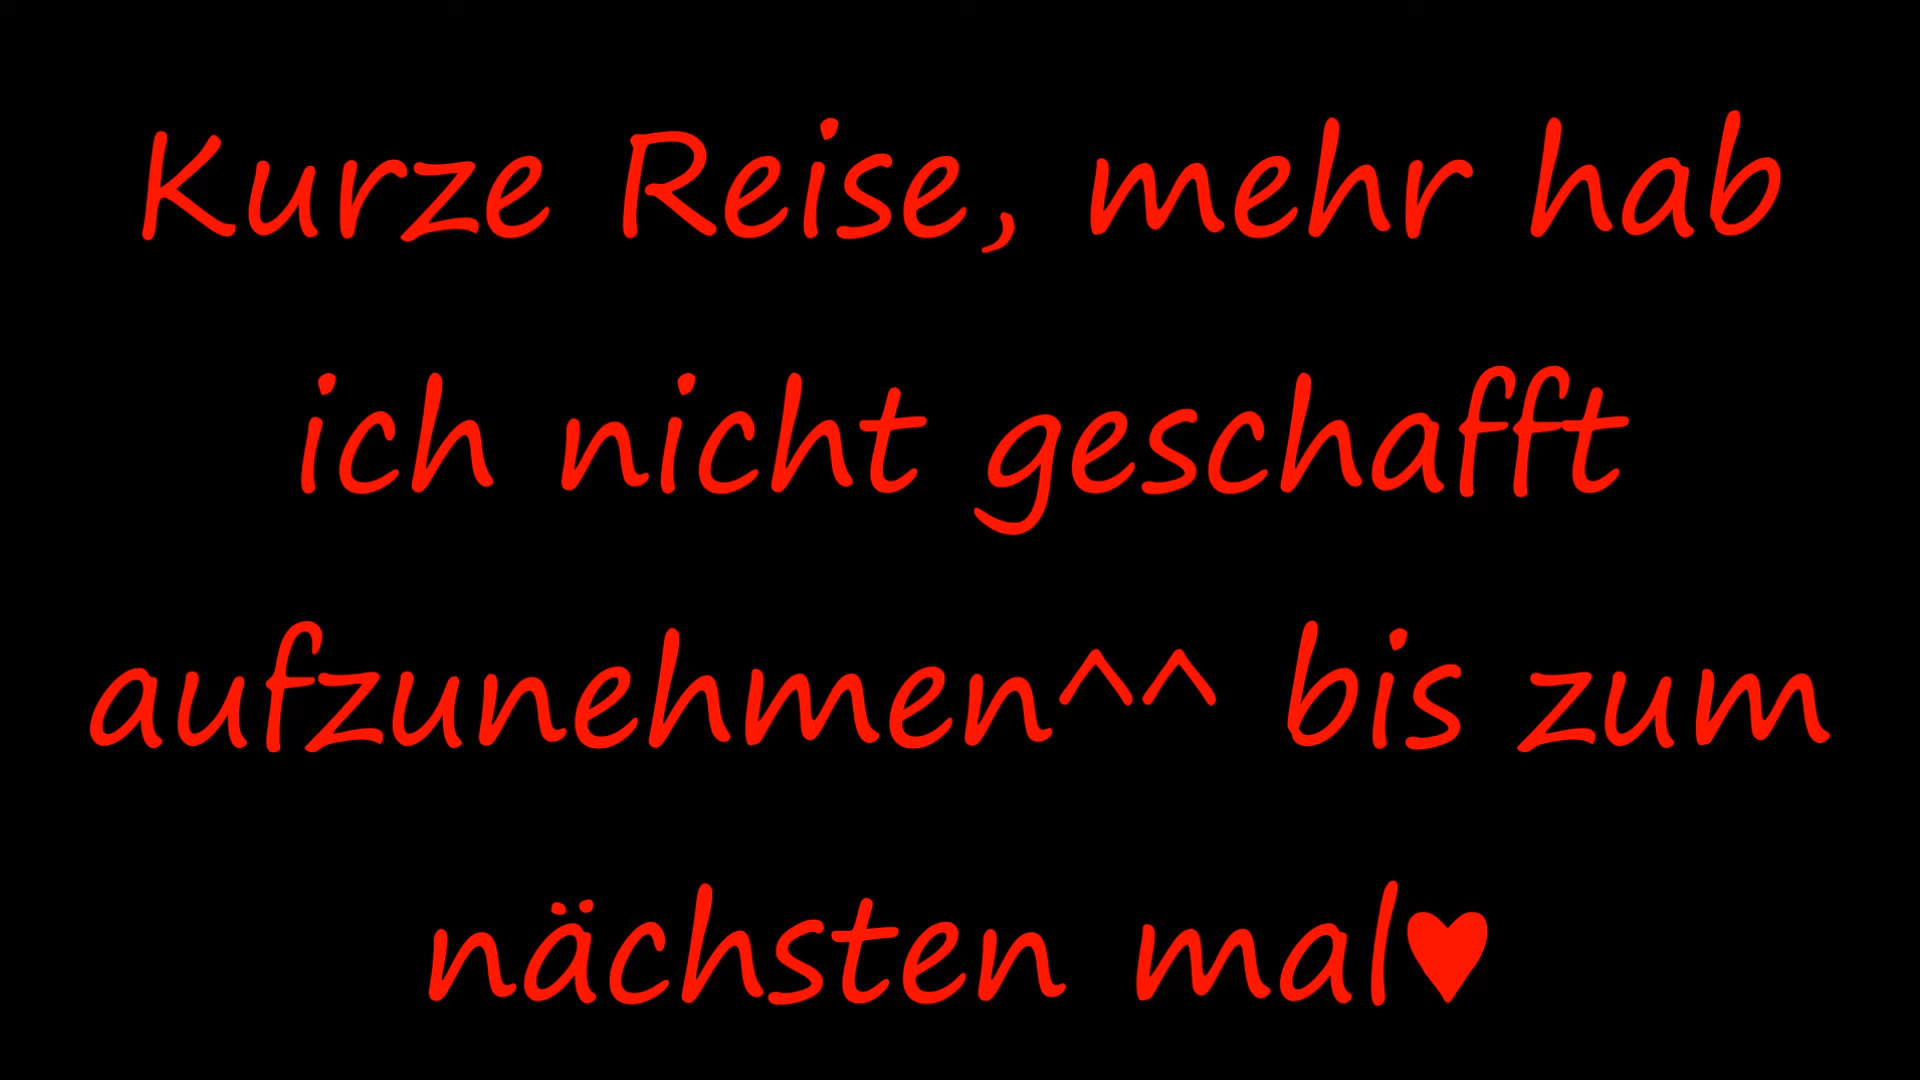 Kurze Reise, mehr hab
ich nicht geschafft
aufzunehmen^^ bis zum
nächsten mal♥